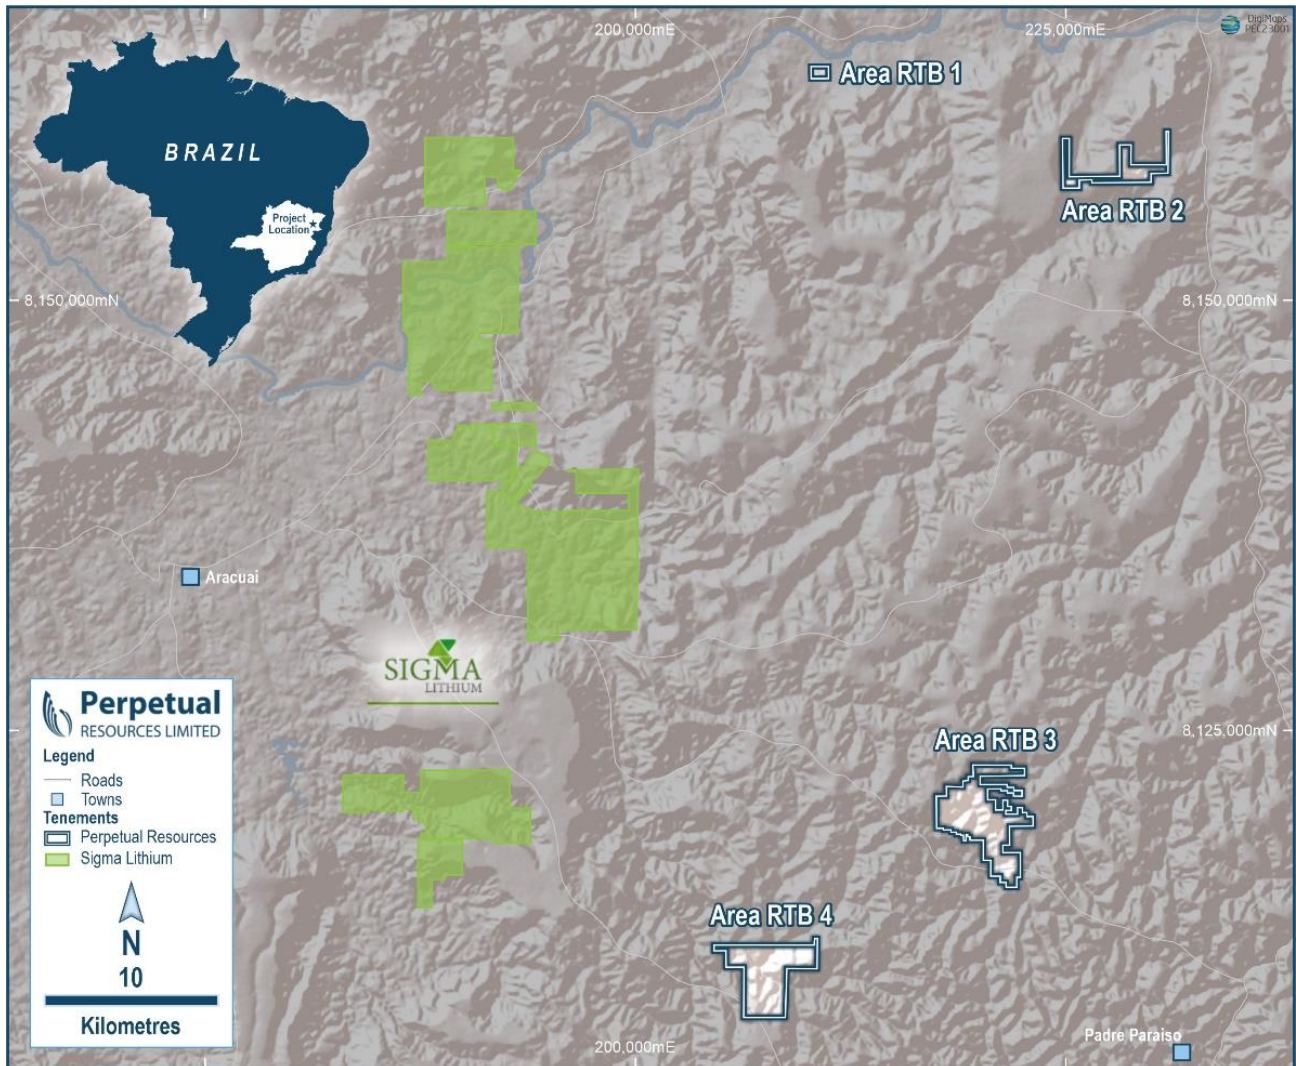 200,000mE
225,000mE
DigiMaps
PEC23001
Area RTB 1
BRAZIL
Project
Location
Area RTB 2
8,150,000mN
8,150,000mN
Aracuai
SIGMA
LITHIUM
Perpetual
RESOURCES LIMITED
Legend
Roads
Towns
Tenements
Perpetual Resources
Sigma Lithium
N
10
Kilometres
8,125,000mN
Area RTB 3
Area RTB 4
200,000mE
Padre Paraiso